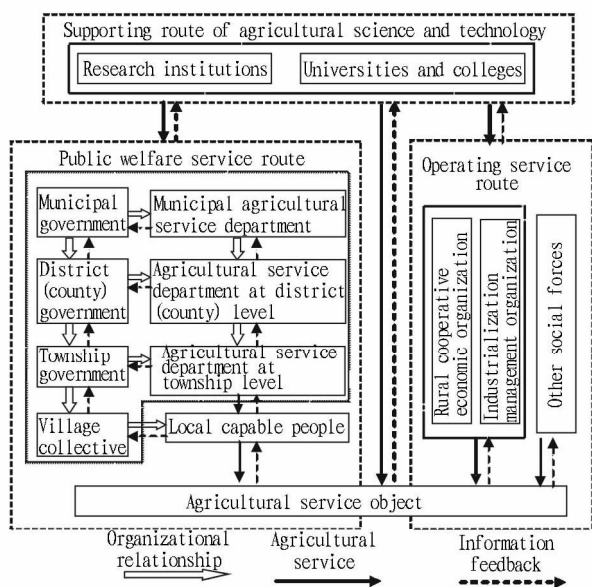 Supporting route of agricultural science and technology
Research institutions
Universities and colleges
Public welfare service route
Municipal
government
Municipal agricultural
service department
District
(county)
government
Agricultural service
department at district
(county) level
Township
government
Agricultural service
department at
township level
Village
collective
Local capable people
Operating service
route
Rural cooperative
economic organization
Industrialization
management organization
Other social forces
Agricultural service object
Organizational
relationship
Agricultural
service
Information
feedback